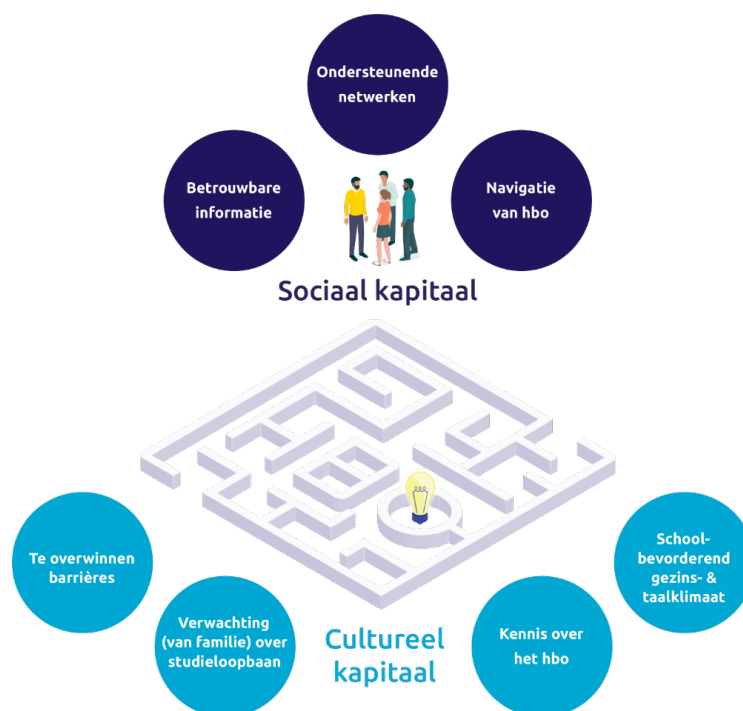 Ondersteunende
netwerken
Betrouwbare
informatie
Navigatie
van hbo
Sociaal kapitaal
Te overwinnen
barrières
Verwachting
(van familie) over
studieloopbaan
Cultureel
kapitaal
Kennis over
het hbo
School-
bevorderend
gezins- &
taalklimaat